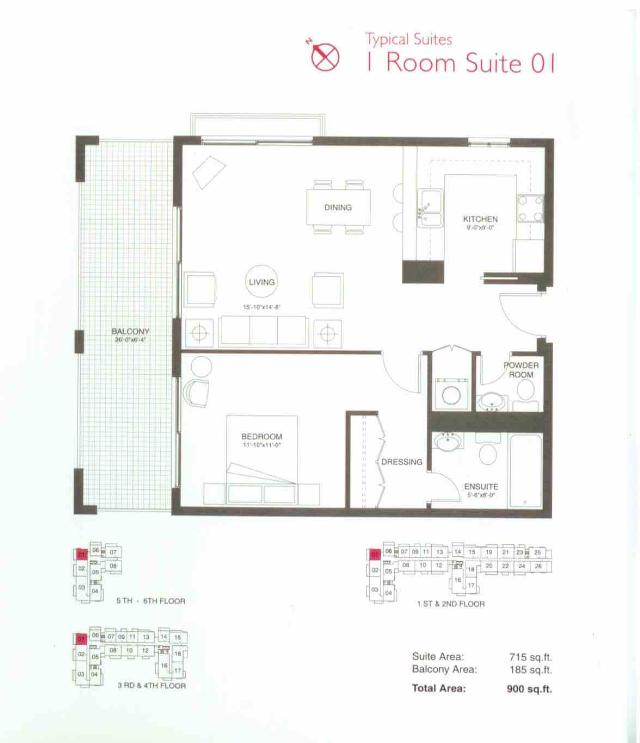 N
Typical Suites
1 Room Suite 01
DINING
KITCHEN
9'-0"x9'-0"
LIVING
15'-10"x14'-8"
BALCONY
26'-0"x6'-4"
POWDER
ROOM
BEDROOM
11'-10"x11'-0"
DRESSING
ENSUITE
5'-6"x8'-0"
01 06 07
02 05 08
03 04
5 TH - 6TH FLOOR
01 06 07 09 11 13 14 15 19 21 23 25
02 05 08 10 12 16 18 20 22 24 26
03 04 17
1 ST & 2ND FLOOR
01 06 07 09 11 13 14 15
02 05 08 10 12 16 18
03 04 17
3 RD & 4TH FLOOR
Suite Area: 715 sq.ft.
Balcony Area: 185 sq.ft.
Total Area: 900 sq.ft.